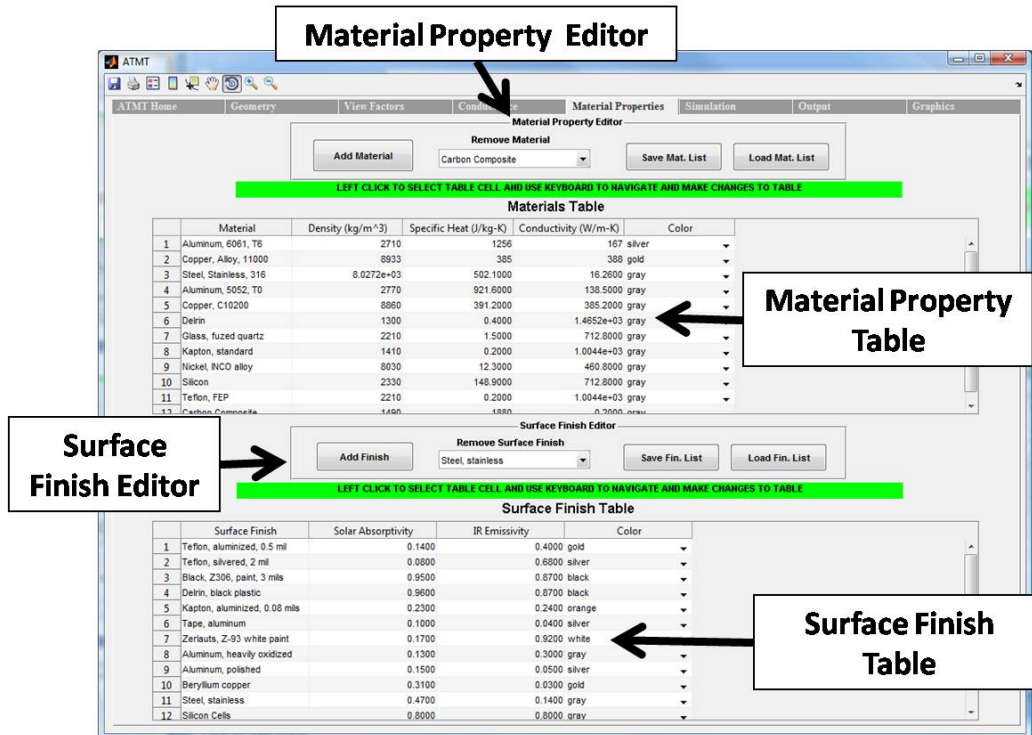 Material Property Editor
ATMT
ATMT Home Geometry View Factors Conductance Material Properties Simulation Output Graphics
Material Property Editor
Remove Material
Add Material Carbon Composite Save Mat. List Load Mat. List
LEFT CLICK TO SELECT TABLE CELL AND USE KEYBOARD TO NAVIGATE AND MAKE CHANGES TO TABLE
Materials Table
Material Density (kg/m^3) Specific Heat (J/kg-K) Conductivity (W/m-K) Color
1 Aluminum, 6061, T6 2710 1256 167 silver
2 Copper, Alloy, 11000 8933 385 388 gold
3 Steel, Stainless, 316 8.0272e+03 502.1000 16.2600 gray
4 Aluminum, 5052, T0 2770 921.6000 138.5000 gray
5 Copper, C10200 8860 391.2000 385.2000 gray
6 Delrin 1300 0.4000 1.4652e+03 gray
7 Glass, fuzed quartz 2210 1.5000 712.8000 gray
8 Kapton, standard 1410 0.2000 1.0044e+03 gray
9 Nickel, INCO alloy 8030 12.3000 460.8000 gray
10 Silicon 2330 148.9000 712.8000 gray
11 Teflon, FEP 2210 0.2000 1.0044e+03 gray
12 Carbon Composite 1490 1880 0.2000 gray
Material Property
Table
Surface Finish Editor
Remove Surface Finish
Add Finish Steel, stainless Save Fin. List Load Fin. List
Surface
Finish Editor
LEFT CLICK TO SELECT TABLE CELL AND USE KEYBOARD TO NAVIGATE AND MAKE CHANGES TO TABLE
Surface Finish Table
Surface Finish Solar Absorptivity IR Emissivity Color
1 Teflon, aluminized, 0.5 mil 0.1400 0.4000 gold
2 Teflon, silvered, 2 mil 0.0800 0.6800 silver
3 Black, Z306, paint, 3 mils 0.9500 0.8700 black
4 Delrin, black plastic 0.9600 0.8700 black
5 Kapton, aluminized, 0.08 mils 0.2300 0.2400 orange
6 Tape, aluminum 0.1000 0.0400 silver
7 Zerlauts, Z-93 white paint 0.1700 0.9200 white
8 Aluminum, heavily oxidized 0.1300 0.3000 gray
9 Aluminum, polished 0.1500 0.0500 silver
10 Beryllium copper 0.3100 0.0300 gold
11 Steel, stainless 0.4700 0.1400 gray
12 Silicon Cells 0.8000 0.8000 gray
Surface Finish
Table